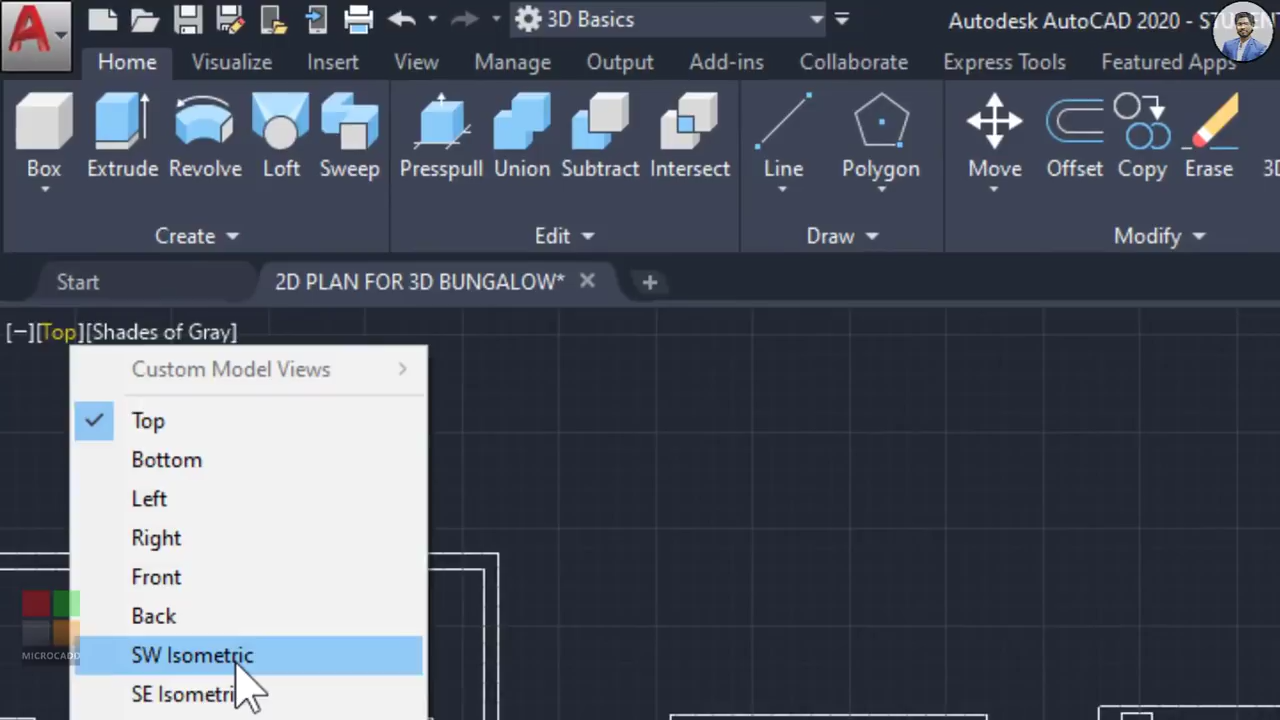 3D Basics
Autodesk AutoCAD 2020 -
Home Visualize Insert View Manage Output Add-ins Collaborate Express Tools Featured Apps
Box Extrude Revolve Loft Sweep Presspull Union Subtract Intersect Line Polygon Move Offset Copy Erase
Create Edit Draw Modify
Start 2D PLAN FOR 3D BUNGALOW*
[−][Top][Shades of Gray]
Custom Model Views
Top
Bottom
Left
Right
Front
Back
SW Isometric
MICROCADD
SE Isometric